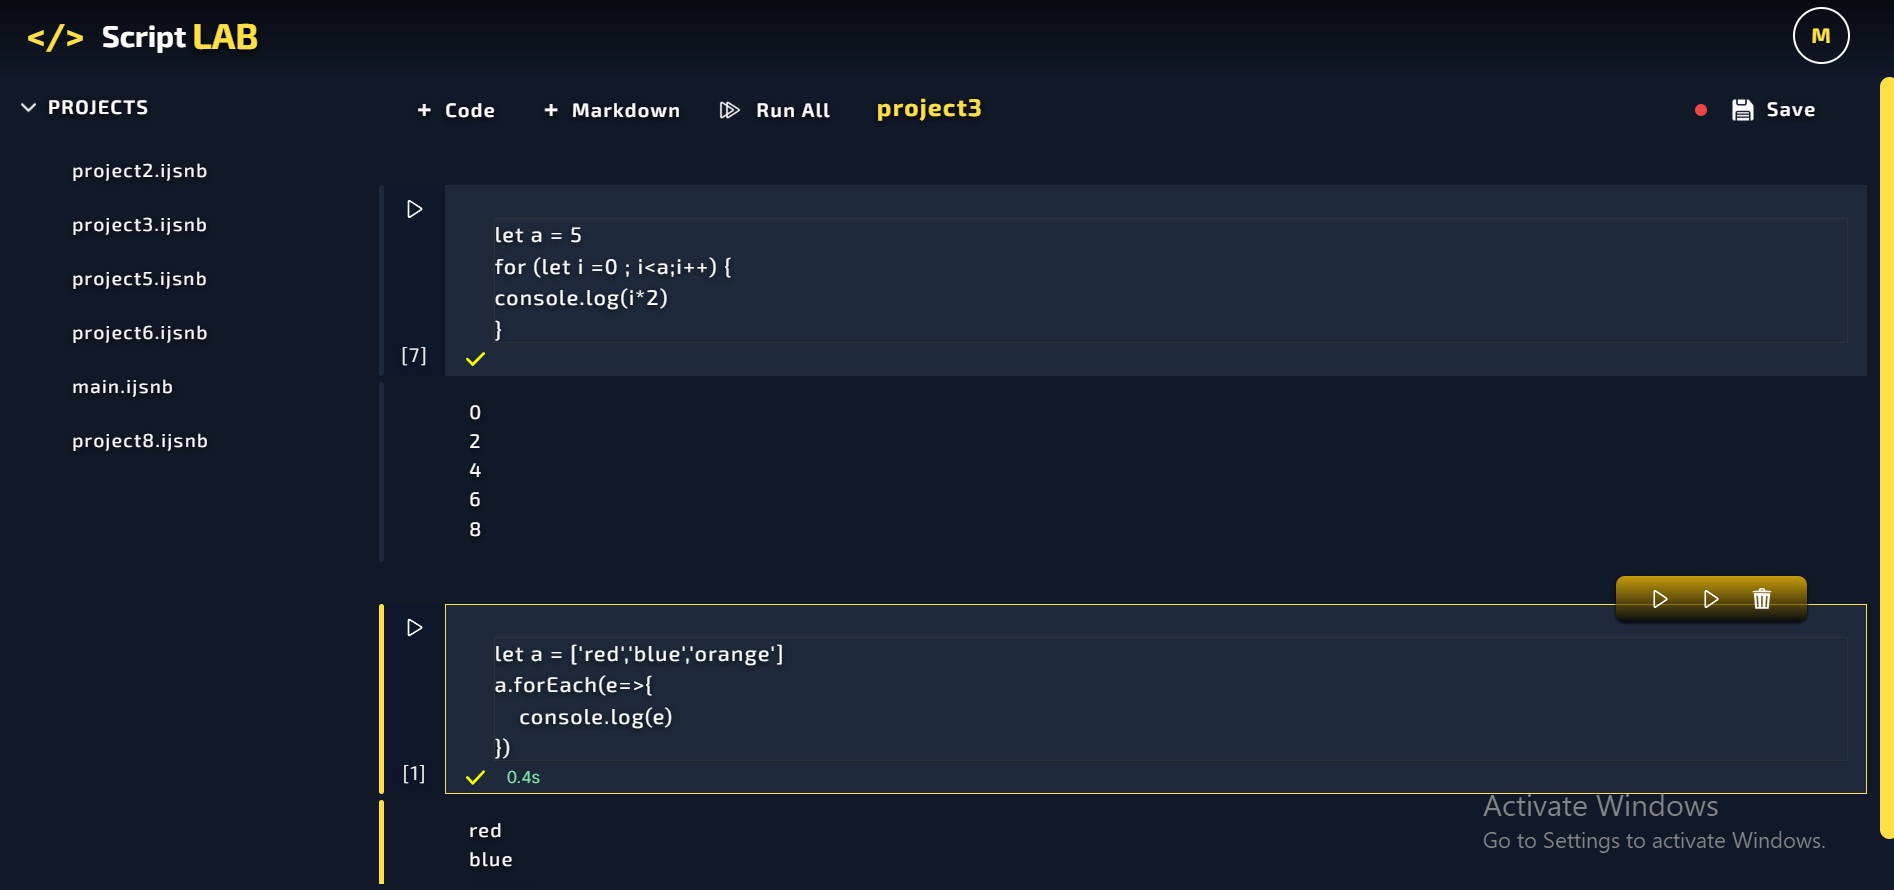 </> Script LAB
M
PROJECTS
+ Code + Markdown Run All project3 Save
project2.ijsnb
project3.ijsnb
project5.ijsnb
project6.ijsnb
main.ijsnb
project8.ijsnb
let a = 5
for (let i =0 ; i<a;i++) {
console.log(i*2)
}
[7]
0
2
4
6
8
let a = ['red','blue','orange']
a.forEach(e=>{
    console.log(e)
})
[1] 0.4s
red
blue
Activate Windows
Go to Settings to activate Windows.